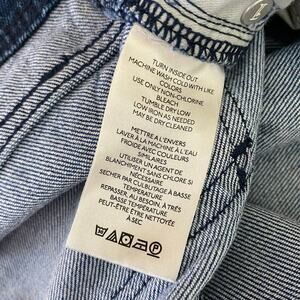 TURN INSIDE OUT
MACHINE WASH COLD WITH LIKE
COLORS
USE ONLY NON-CHLORINE
BLEACH
TUMBLE DRY LOW
LOW IRON AS NEEDED
MAY BE DRY CLEANED
METTRE A L'ENVERS
LAVER À LA MACHINE À L'EAU
FROIDE AVEC COULEURS
SIMILAIRES
UTILISER UN AGENT DE
BLANCHIMENT SANS CHLORE SI
NÉCESSAIRE
SÉCHER PAR CULBUTAGE À BASSE
TEMPÉRATURE
REPASSER, AU BESOIN, À TRÈS
BASSE TEMPÉRATURE
PEUT-ÊTRE ÊTRE NETTOYÉE
À SEC